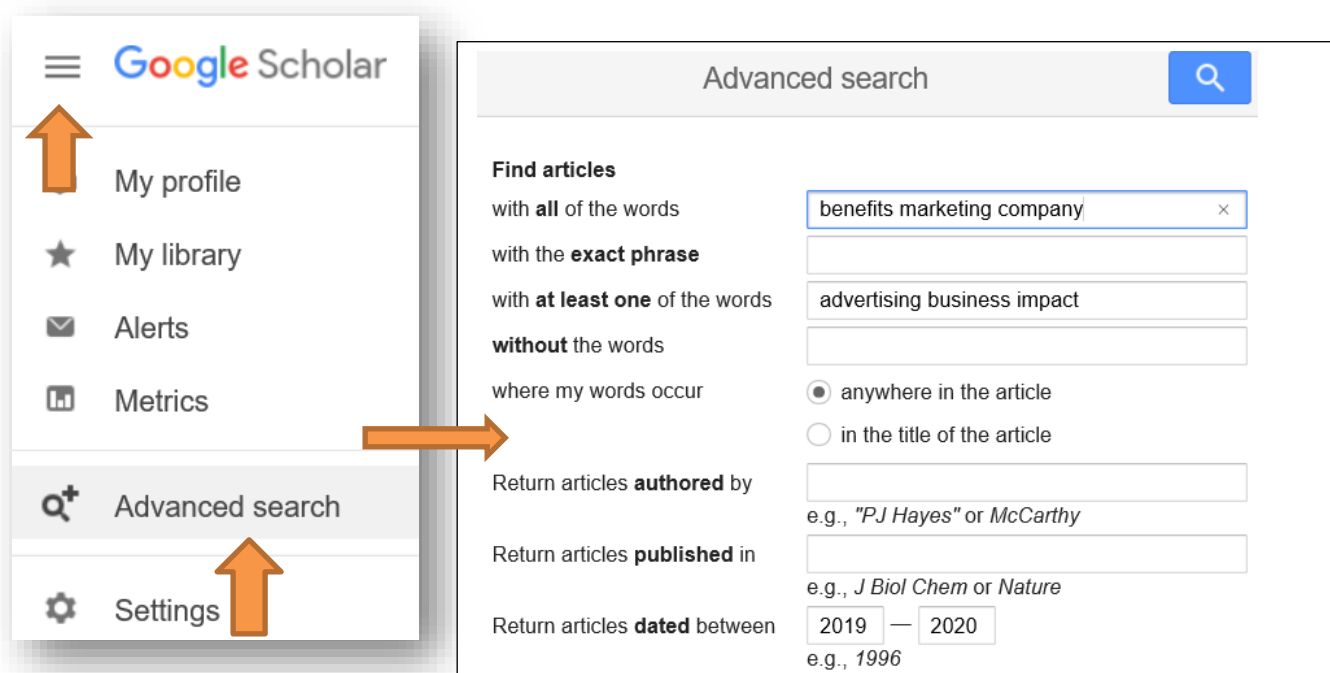 Google Scholar
My profile
My library
Alerts
Metrics
Advanced search
Settings
Advanced search
Find articles
with all of the words
benefits marketing company
with the exact phrase
with at least one of the words
advertising business impact
without the words
where my words occur
anywhere in the article
in the title of the article
Return articles authored by
e.g., "PJ Hayes" or McCarthy
Return articles published in
e.g., J Biol Chem or Nature
Return articles dated between
2019 — 2020
e.g., 1996